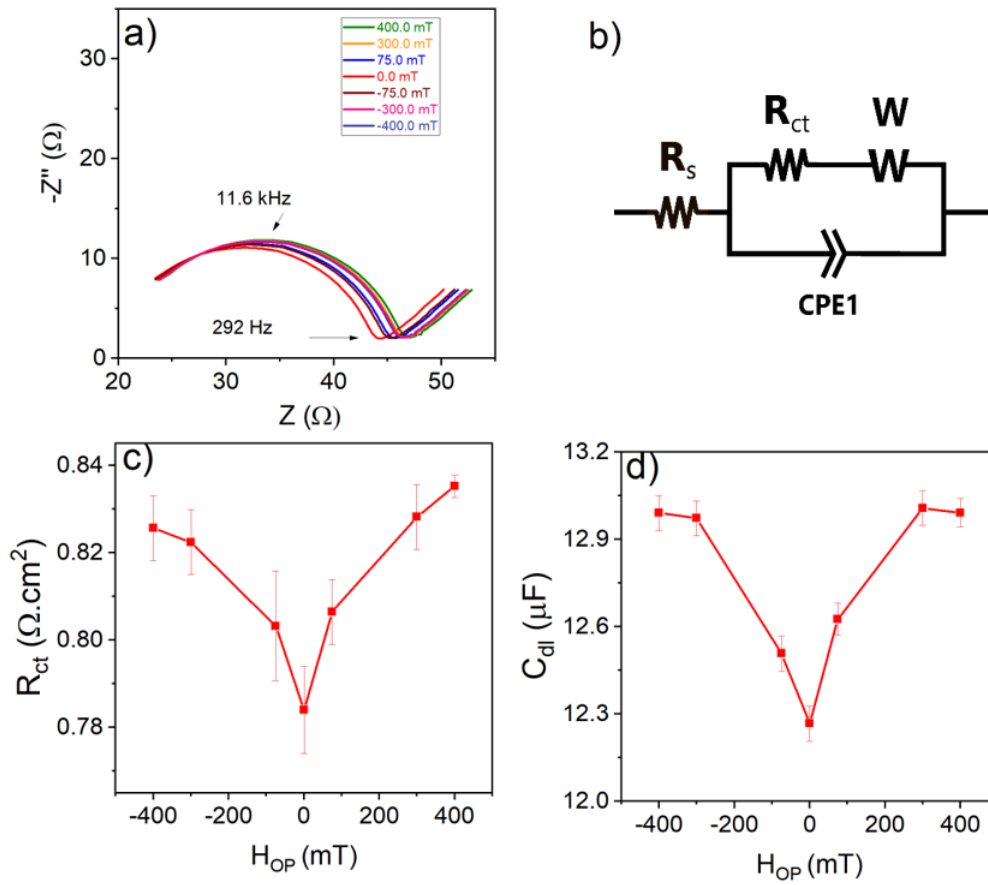 a)
35
30
20
10
0
-Z'' (Ω)
400.0 mT
300.0 mT
75.0 mT
0.0 mT
-75.0 mT
-300.0 mT
-400.0 mT
11.6 kHz
292 Hz
20 30 40 50
Z (Ω)
b)
Rs
Rct
W
W
CPE1
c)
0.84
0.82
0.80
0.78
Rct (Ω.cm²)
-400 -200 0 200 400
HOP (mT)
d)
13.2
12.9
12.6
12.3
12.0
Cdl (μF)
-400 -200 0 200 400
HOP (mT)